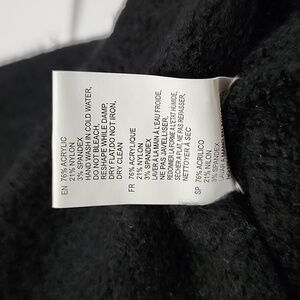 EN 76% ACRYLIC
21% NYLON
3% SPANDEX
HAND WASH IN COLD WATER,
DO NOT BLEACH.
RESHAPE WHILE DAMP.
DRY FLAT.DO NOT IRON.
DRY CLEAN
FR 76% ACRYLIQUE
21% NYLON
3% SPANDEX
LAVER À LA MAIN À L'EAU FROIDE.
NE PAS JAVELLISER.
REDONNER LA FORME À L'ETAT HUMIDE,
SÉCHER À PLAT, NE PAS REPASSER,
NETTOYER À SEC
SP 76% ACRILICO
21% NYLON
3% SPANDEX